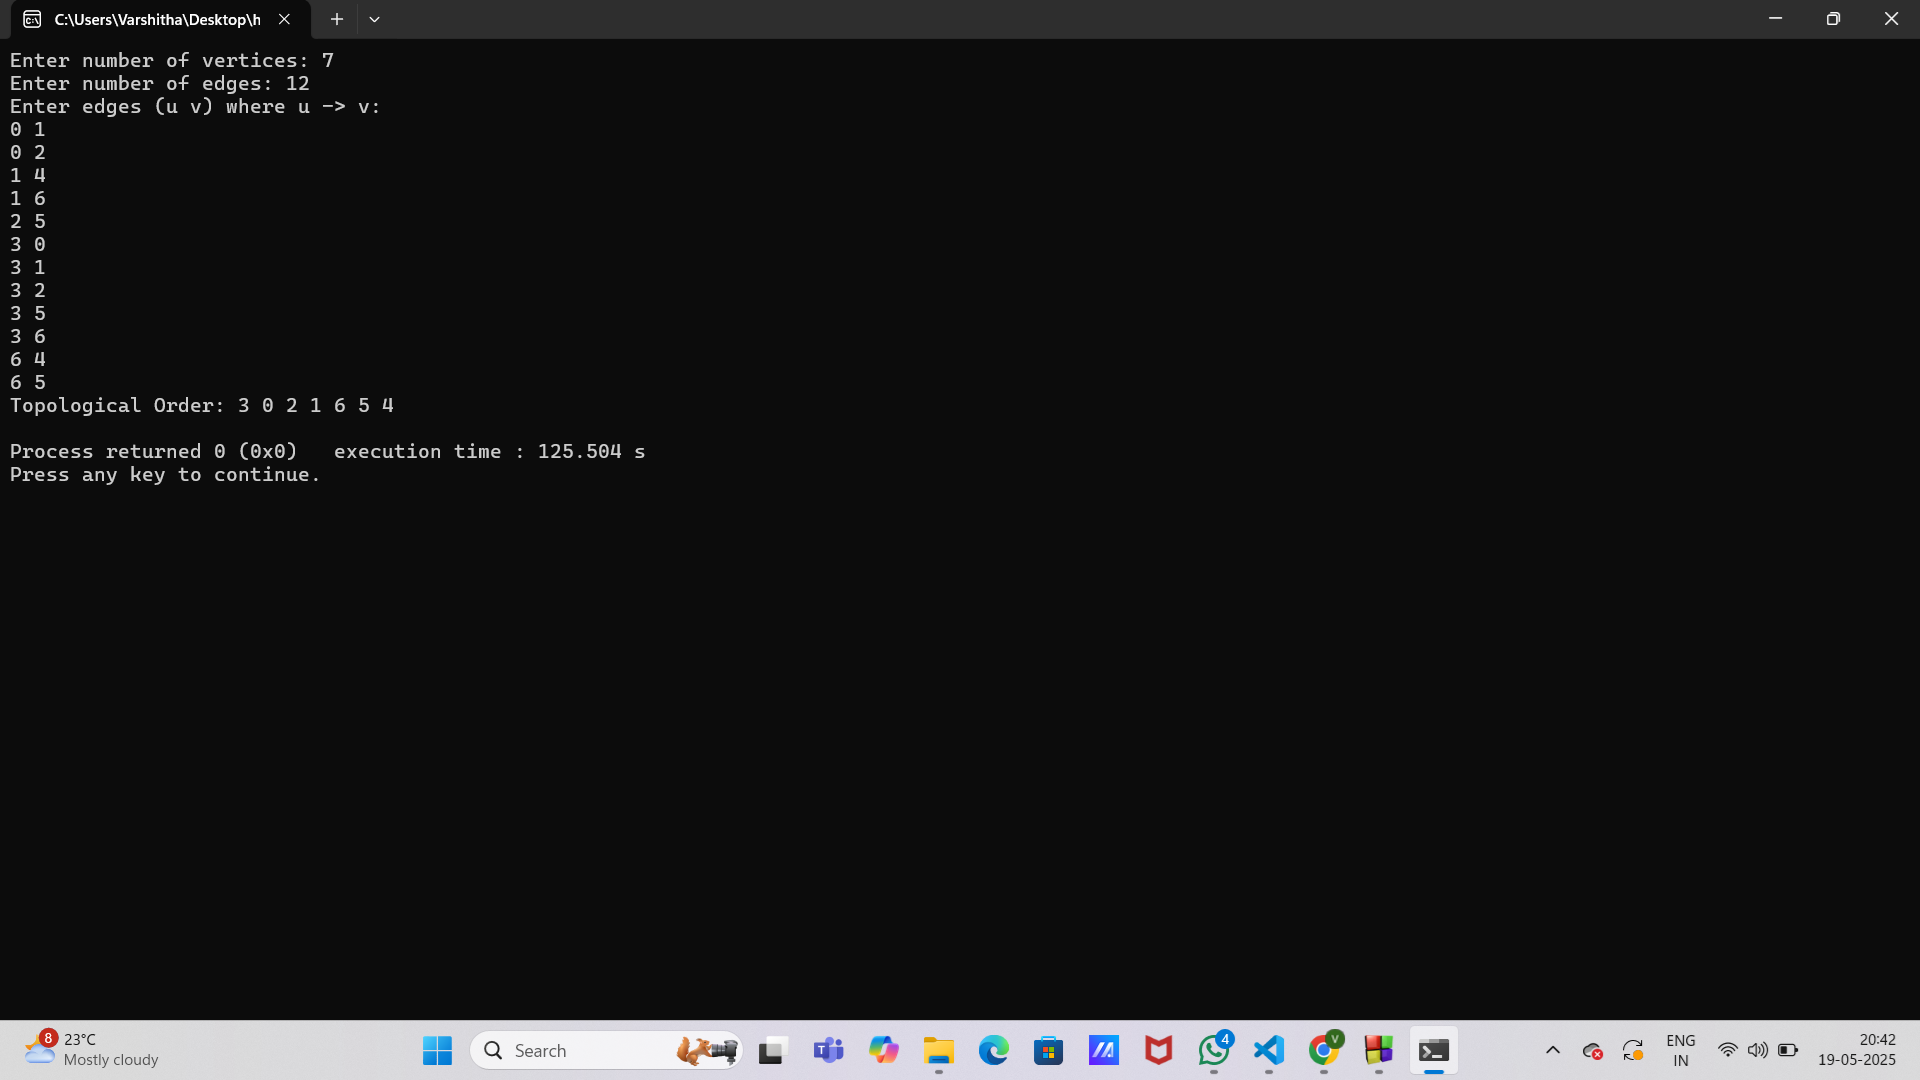 C:\Users\Varshitha\Desktop\h
Enter number of vertices: 7
Enter number of edges: 12
Enter edges (u v) where u -> v:
0 1
0 2
1 4
1 6
2 5
3 0
3 1
3 2
3 5
3 6
6 4
6 5
Topological Order: 3 0 2 1 6 5 4
Process returned 0 (0x0)   execution time : 125.504 s
Press any key to continue.
8
23°C
Mostly cloudy
Search
4
V
ENG
IN
20:42
19-05-2025